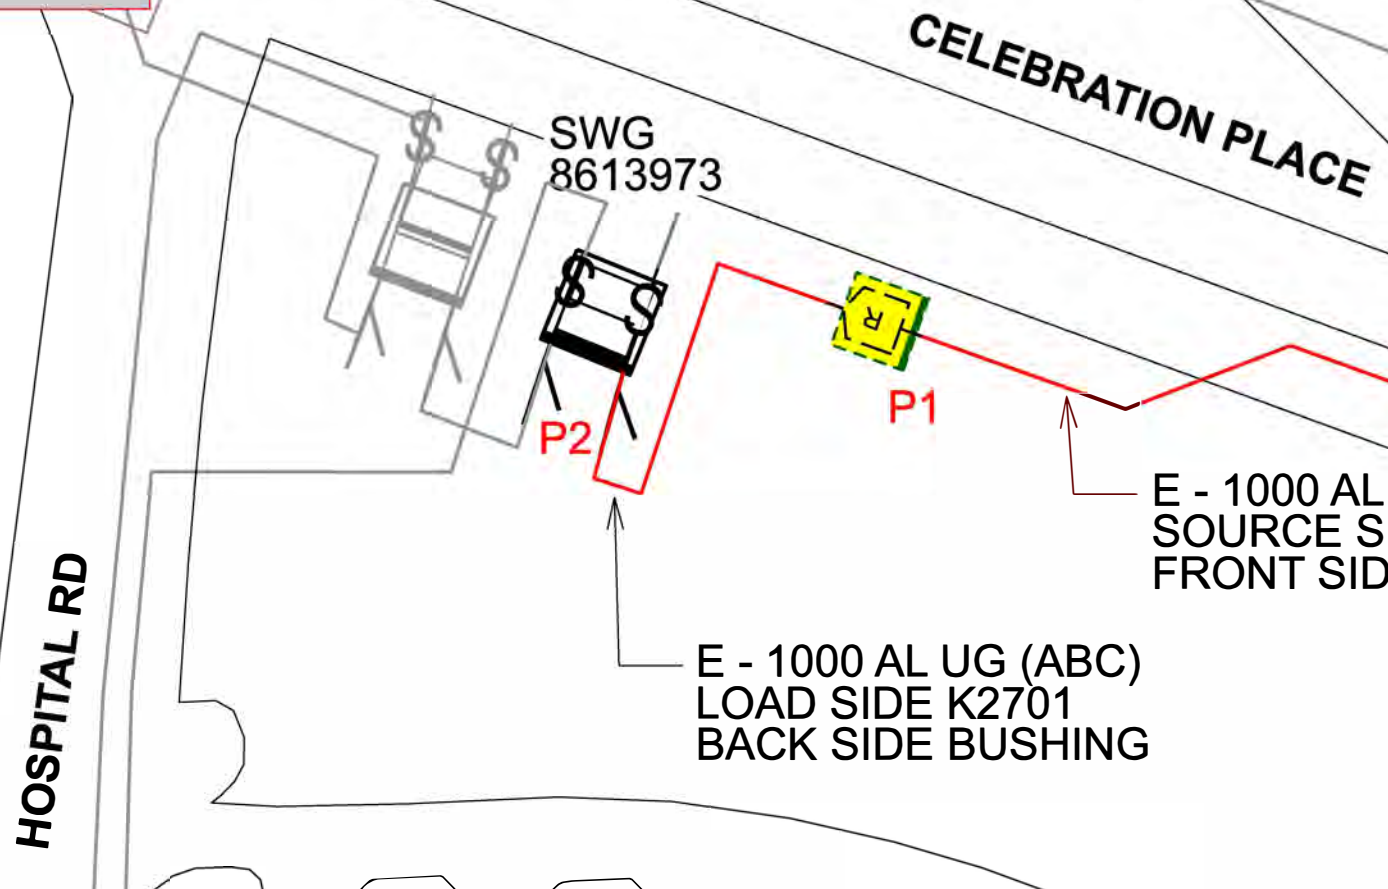 CELEBRATION PLACE
SWG
8613973
S
S
S
S
R
P1
P2
E - 1000 AL
SOURCE S
FRONT SID
E - 1000 AL UG (ABC)
LOAD SIDE K2701
BACK SIDE BUSHING
HOSPITAL RD